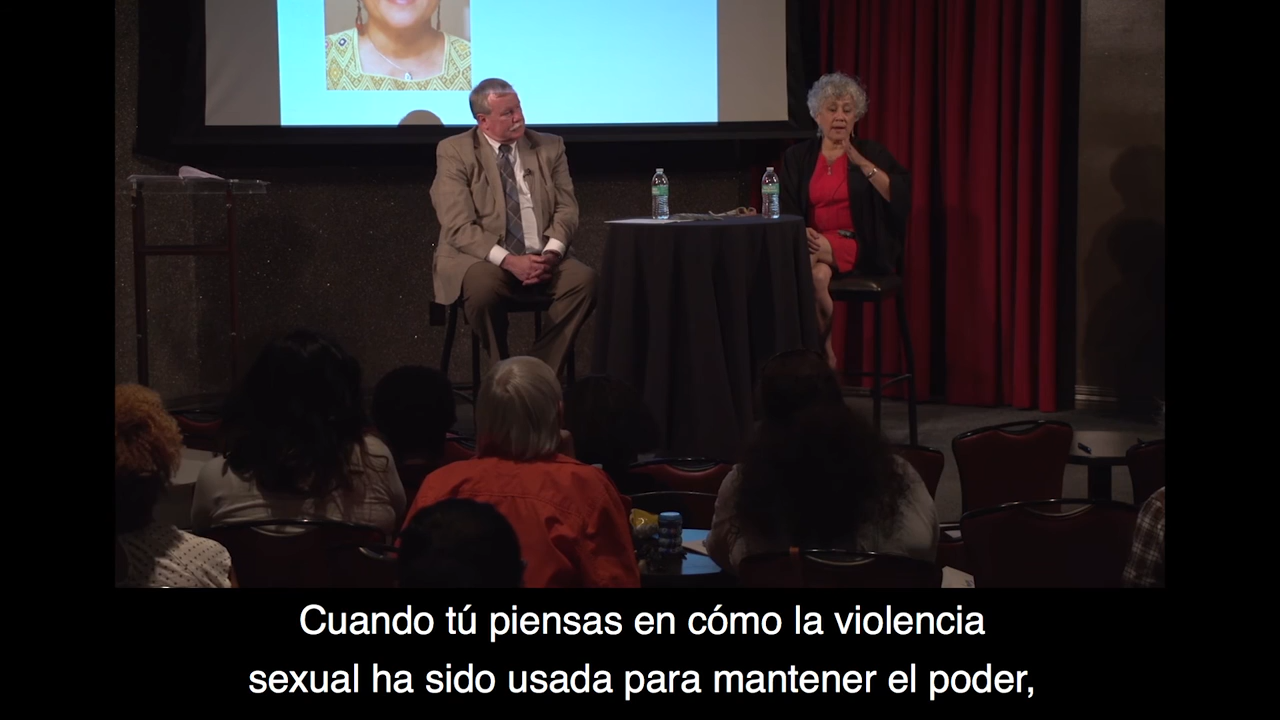 Cuando tú piensas en cómo la violencia
sexual ha sido usada para mantener el poder,